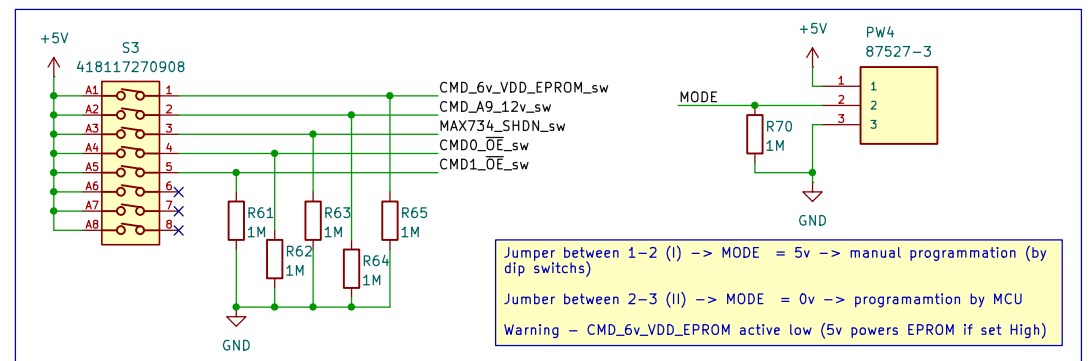 +5V
S3
418117270908
A1 1
A2 2
A3 3
A4 4
A5 5
A6 6
A7 7
A8 8
CMD_6v_VDD_EPROM_sw
CMD_A9_12v_sw
MAX734_SHDN_sw
CMD0_OE_sw
CMD1_OE_sw
R61
1M
R62
1M
R63
1M
R64
1M
R65
1M
GND
+5V
PW4
87527-3
MODE
1 1
2 2
3 3
R70
1M
GND
Jumper between 1-2 (I) -> MODE = 5v -> manual programmation (by
dip switchs)
Jumber between 2-3 (II) -> MODE = 0v -> programamtion by MCU
Warning - CMD_6v_VDD_EPROM active low (5v powers EPROM if set High)